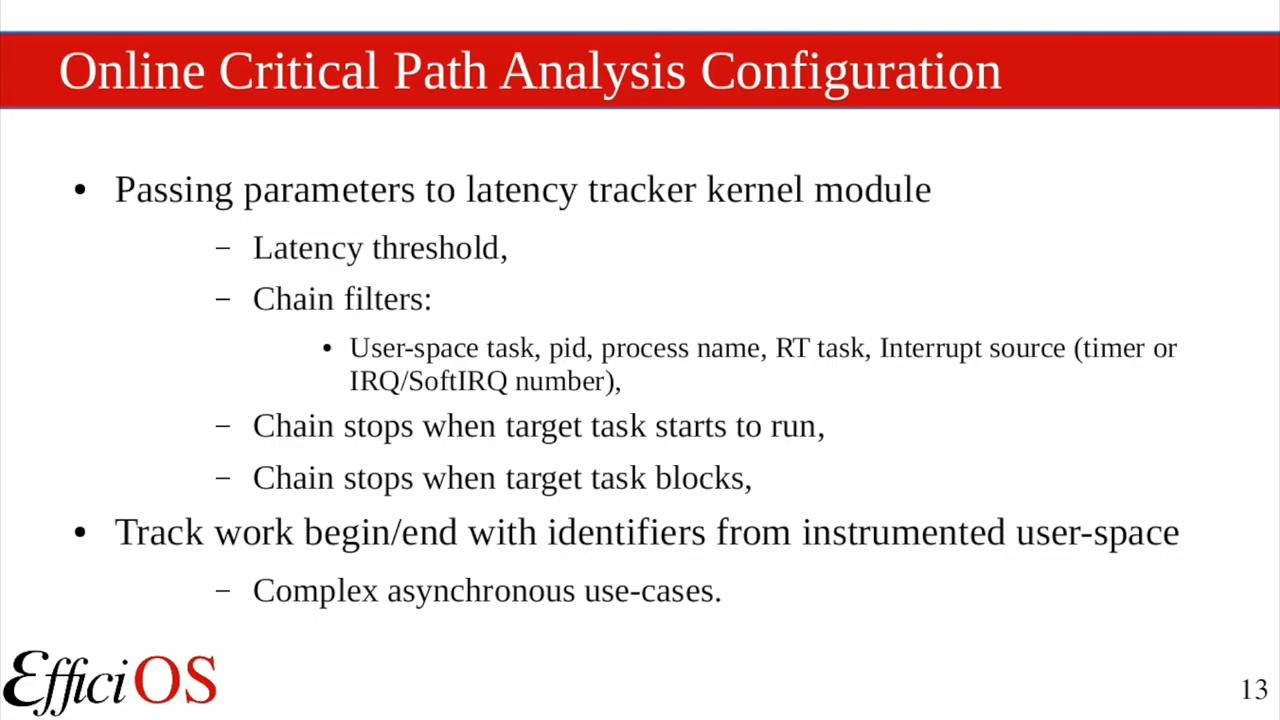 Online Critical Path Analysis Configuration
• Passing parameters to latency tracker kernel module
– Latency threshold,
– Chain filters:
• User-space task, pid, process name, RT task, Interrupt source (timer or
IRQ/SoftIRQ number),
– Chain stops when target task starts to run,
– Chain stops when target task blocks,
• Track work begin/end with identifiers from instrumented user-space
– Complex asynchronous use-cases.
EfficiOS
13